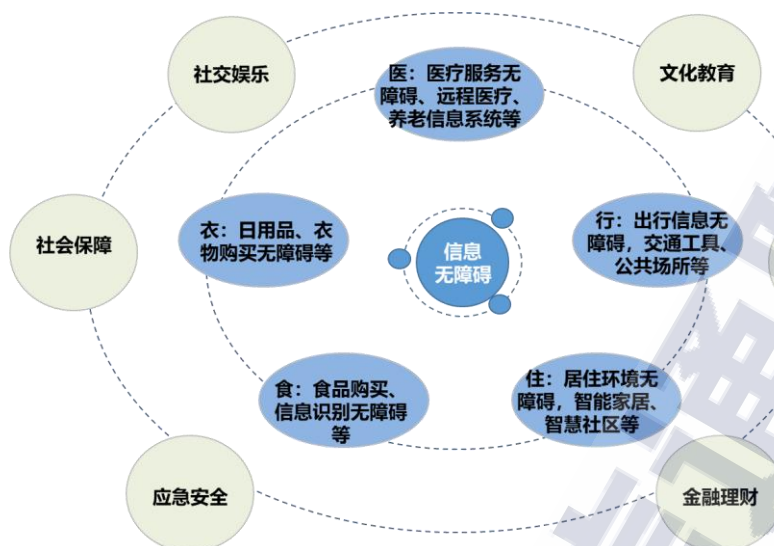 社交娱乐
文化教育
医：医疗服务无
障碍、远程医疗、
养老信息系统等
社会保障
衣：日用品、衣
物购买无障碍等
信息
无障碍
行：出行信息无
障碍，交通工具、
公共场所等
食：食品购买、
信息识别无障碍
等
住：居住环境无
障碍，智能家居、
智慧社区等
应急安全
金融理财